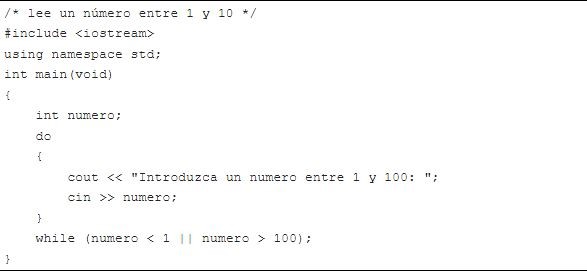 /* lee un número entre 1 y 10 */
#include <iostream>
using namespace std;
int main(void)
{
    int numero;
    do
    {
        cout << "Introduzca un numero entre 1 y 100: ";
        cin >> numero;
    }
    while (numero < 1 || numero > 100);
}